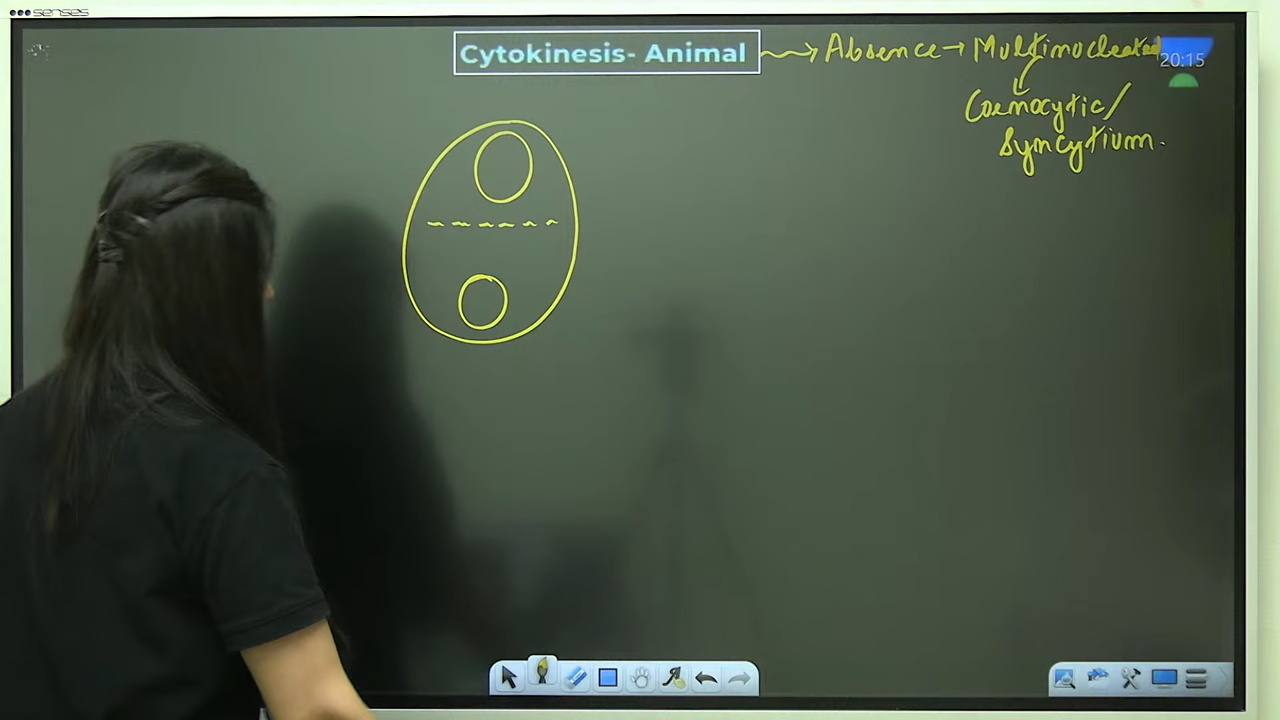 senses
Cytokinesis- Animal → Absence → Multinucleated
20:15
Coenocytic/
Syncytium.